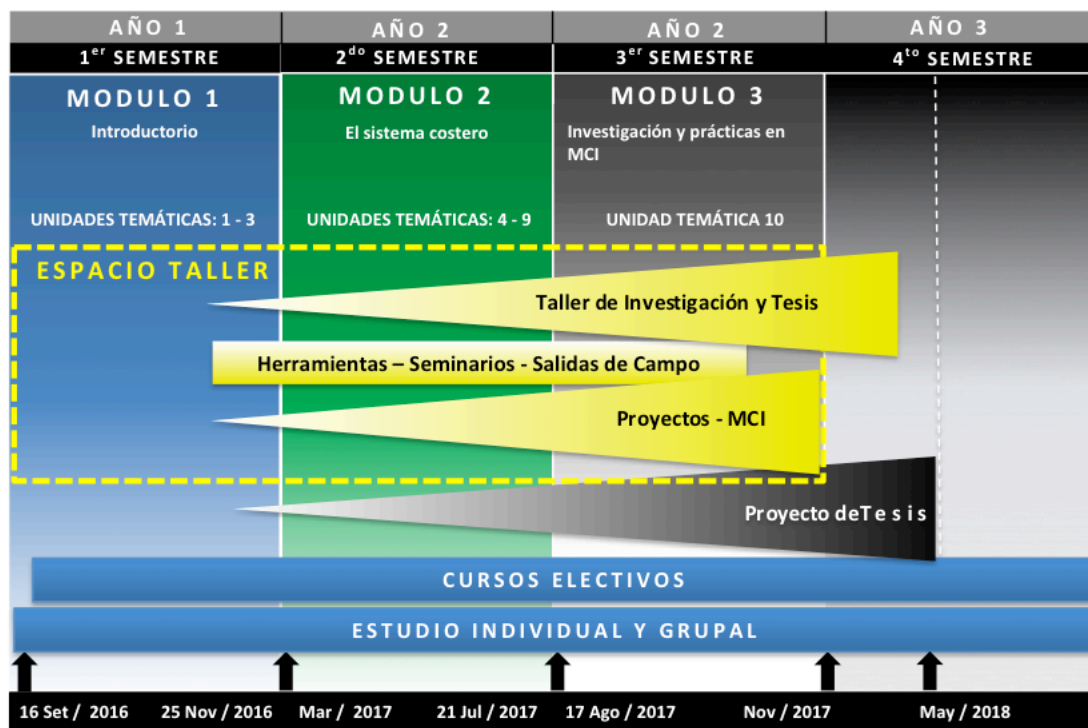 AÑO 1
AÑO 2
AÑO 2
AÑO 3
1er SEMESTRE
2do SEMESTRE
3er SEMESTRE
4to SEMESTRE
MODULO 1
MODULO 2
MODULO 3
Introductorio
El sistema costero
Investigación y prácticas en
MCI
UNIDADES TEMÁTICAS: 1 - 3
UNIDADES TEMÁTICAS: 4 - 9
UNIDAD TEMÁTICA 10
ESPACIO TALLER
Taller de Investigación y Tesis
Herramientas – Seminarios - Salidas de Campo
Proyectos - MCI
Proyecto deT e s i s
CURSOS ELECTIVOS
ESTUDIO INDIVIDUAL Y GRUPAL
16 Set / 2016
25 Nov / 2016
Mar / 2017
21 Jul / 2017
17 Ago / 2017
Nov / 2017
May / 2018